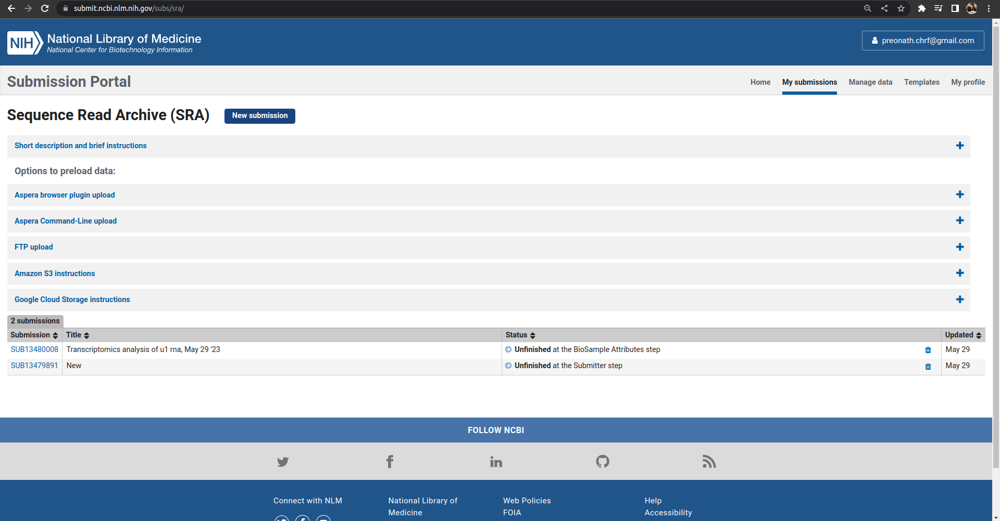 submit.ncbi.nlm.nih.gov/subs/sra/
NIH National Library of Medicine
National Center for Biotechnology Information
preonath.chrf@gmail.com
Submission Portal
Home My submissions Manage data Templates My profile
Sequence Read Archive (SRA) New submission
Short description and brief instructions
Options to preload data:
Aspera browser plugin upload
Aspera Command-Line upload
FTP upload
Amazon S3 instructions
Google Cloud Storage instructions
2 submissions
Submission Title Status Updated
SUB13480008 Transcriptomics analysis of u1 rna, May 29 '23 Unfinished at the BioSample Attributes step May 29
SUB13479891 New Unfinished at the Submitter step May 29
FOLLOW NCBI
Connect with NLM National Library of Web Policies Help
Medicine FOIA Accessibility